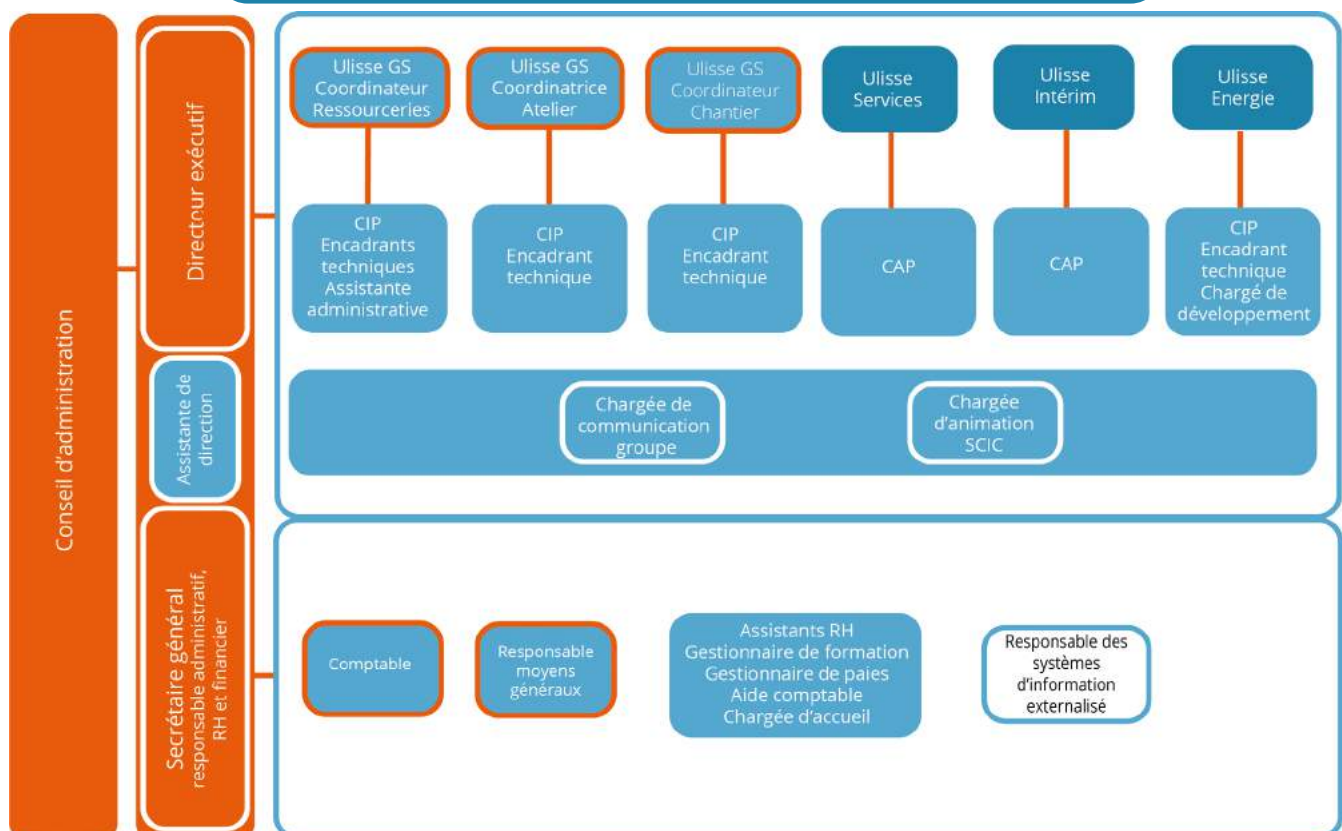 Conseil d'administration
Directeur exécutif
Assistante de
direction
Secrétaire général
responsable administratif,
RH et financier
Ulisse GS
Coordinateur
Ressourceries
Ulisse GS
Coordinatrice
Atelier
Ulisse GS
Coordinateur
Chantier
Ulisse
Services
Ulisse
Intérim
Ulisse
Energie
CIP
Encadrants
techniques
Assistante
administrative
CIP
Encadrant
technique
CIP
Encadrant
technique
CAP
CAP
CIP
Encadrant
technique
Chargé de
développement
Chargée de
communication
groupe
Chargée
d'animation
SCIC
Comptable
Responsable
moyens
généraux
Assistants RH
Gestionnaire de formation
Gestionnaire de paies
Aide comptable
Chargée d'accueil
Responsable des
systèmes
d'information
externalisé